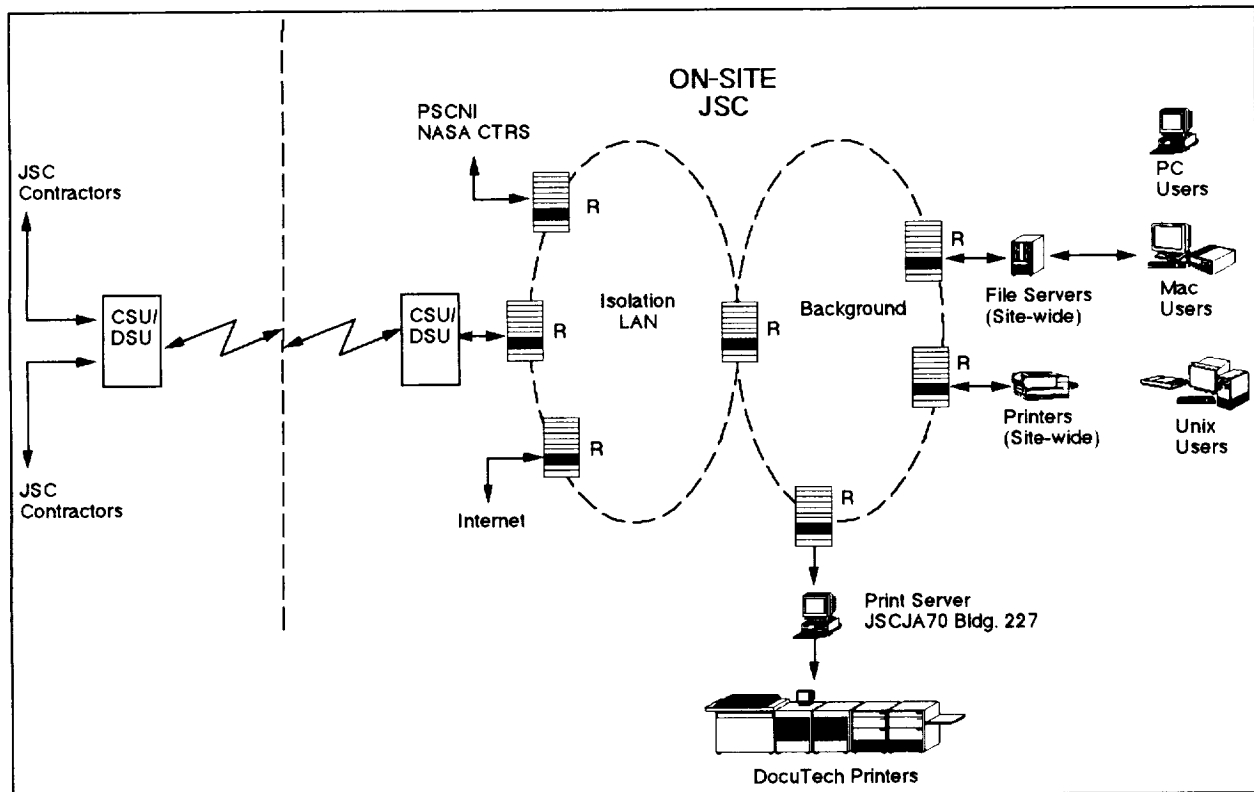 ON-SITE
JSC
PSCNI
NASA CTRS
JSC
Contractors
CSU/
DSU
CSU/
DSU
JSC
Contractors
R
R
R
Internet
Isolation
LAN
R
Background
R
R
R
File Servers
(Site-wide)
Printers
(Site-wide)
PC
Users
Mac
Users
Unix
Users
Print Server
JSCJA70 Bldg. 227
DocuTech Printers